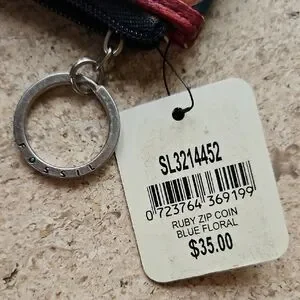 FOSSIL
SL3214452
0 723764 369199
RUBY ZIP COIN
BLUE FLORAL
$35.00